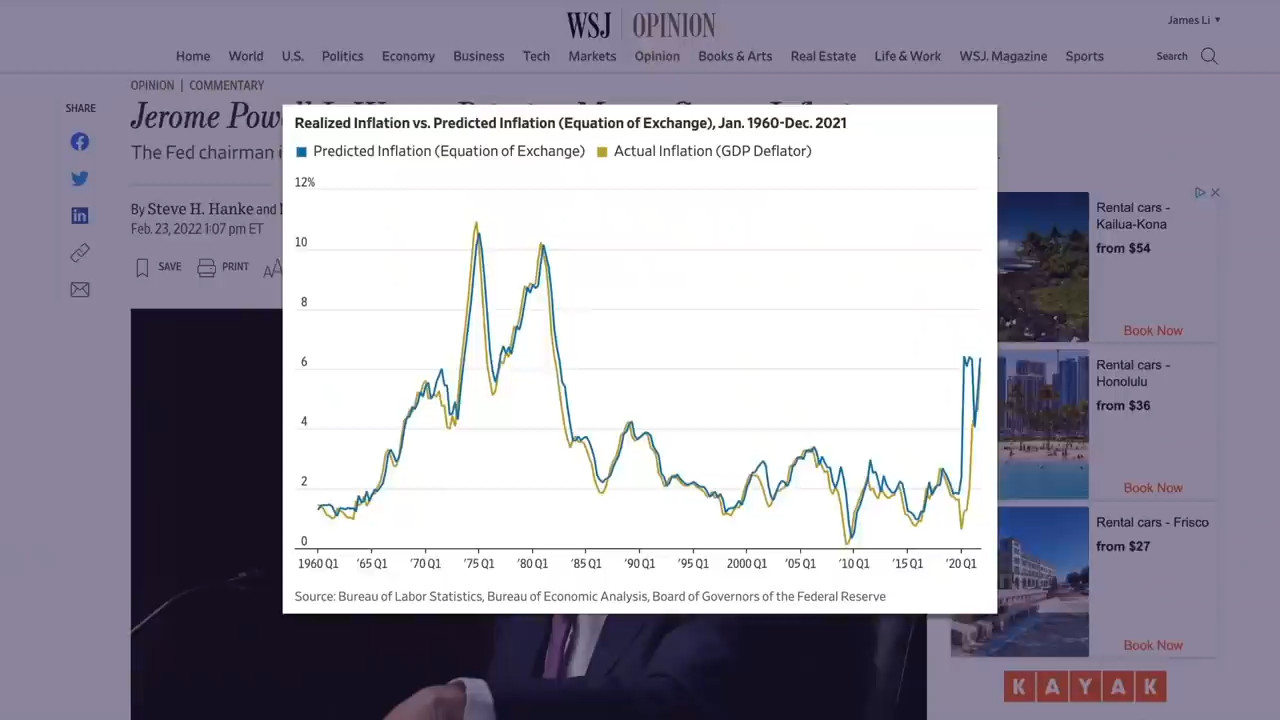 WSJ | OPINION
James Li ▼
Home World U.S. Politics Economy Business Tech Markets Opinion Books & Arts Real Estate Life & Work WSJ. Magazine Sports
Search
OPINION | COMMENTARY
SHARE
Jerome Pow
The Fed chairman
By Steve H. Hanke and
Feb. 23, 2022 1:07 pm ET
SAVE PRINT AA
Realized Inflation vs. Predicted Inflation (Equation of Exchange), Jan. 1960-Dec. 2021
Predicted Inflation (Equation of Exchange) Actual Inflation (GDP Deflator)
12%
10
8
6
4
2
0
1960 Q1 '65 Q1 '70 Q1 '75 Q1 '80 Q1 '85 Q1 '90 Q1 '95 Q1 2000 Q1 '05 Q1 '10 Q1 '15 Q1 '20 Q1
Source: Bureau of Labor Statistics, Bureau of Economic Analysis, Board of Governors of the Federal Reserve
Rental cars -
Kailua-Kona
from $54
Book Now
Rental cars -
Honolulu
from $36
Book Now
Rental cars - Frisco
from $27
Book Now
KAYAK